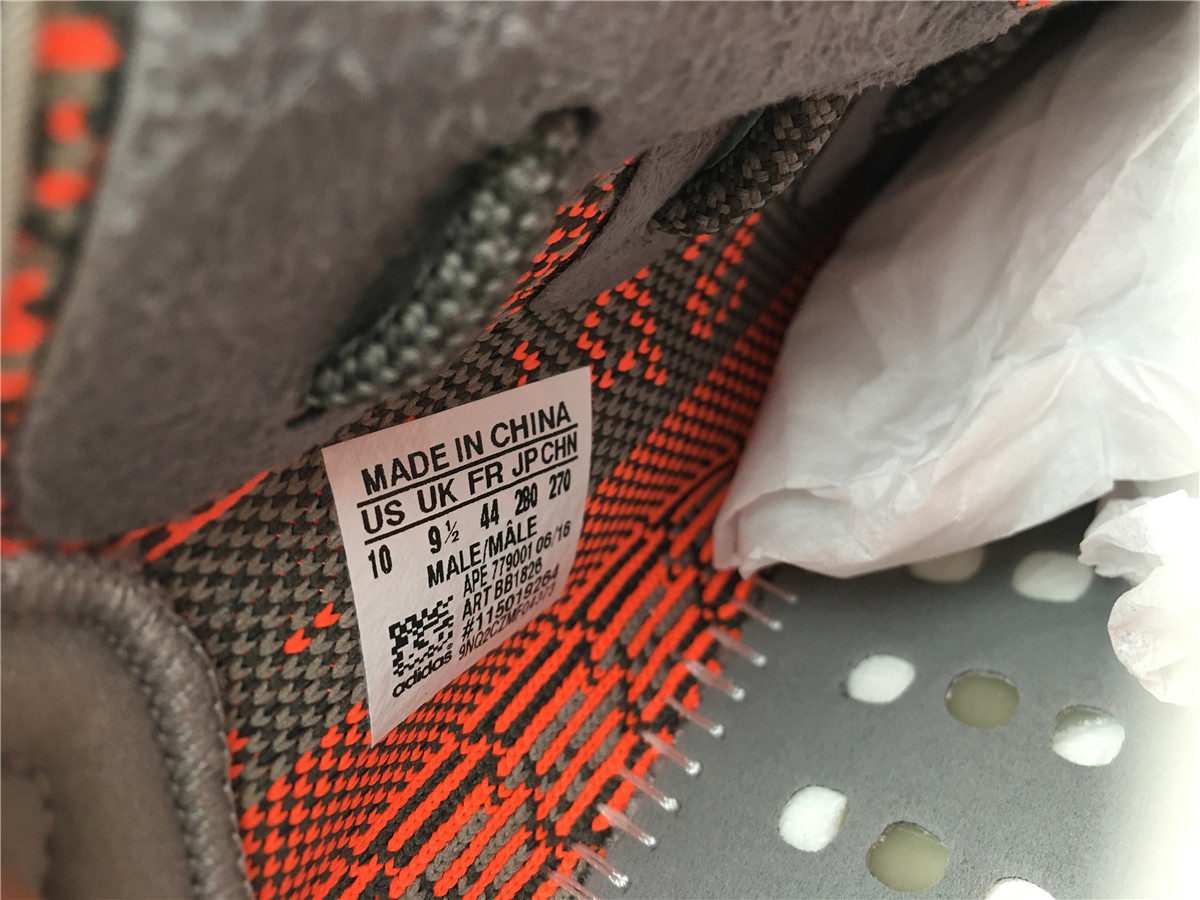 MADE IN CHINA
US UK FR JP CHN
10 9½ 44 280 270
MALE/MÂLE
APE 779001 06/16
ART BB1826
#115019264
9NQ2CZMF04373
adidas®